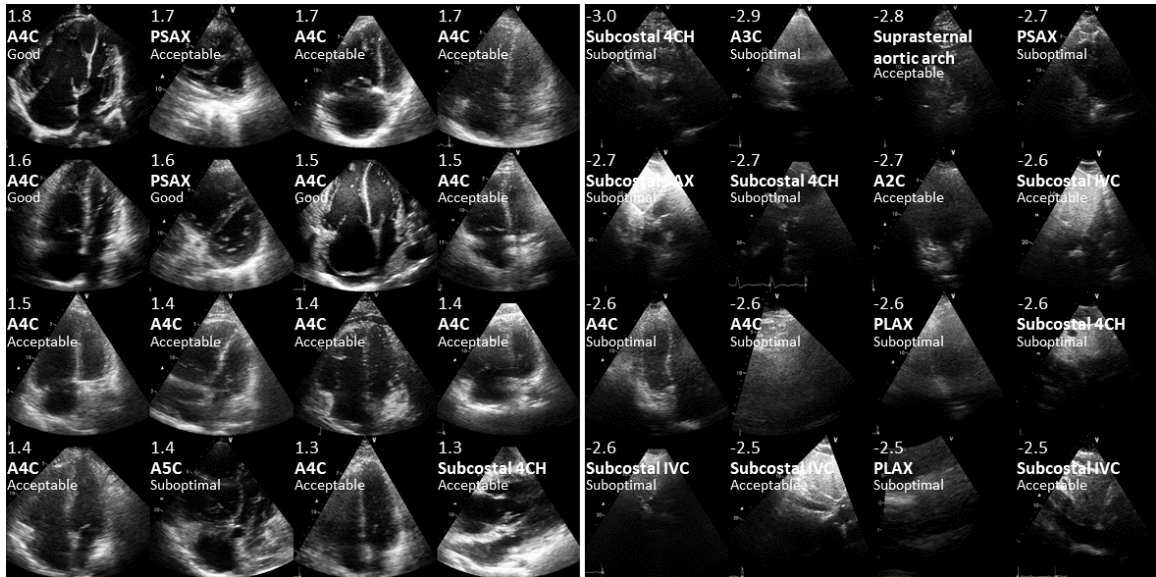 1.8
A4C
Good
1.7
PSAX
Acceptable
1.7
A4C
Acceptable
1.7
A4C
Acceptable
-3.0
Subcostal 4CH
Suboptimal
-2.9
A3C
Suboptimal
-2.8
Suprasternal
aortic arch
Acceptable
-2.7
PSAX
Suboptimal
1.6
A4C
Good
1.6
PSAX
Good
1.5
A4C
Good
1.5
A4C
Acceptable
-2.7
Subcostal SAX
Suboptimal
-2.7
Subcostal 4CH
Suboptimal
-2.7
A2C
Acceptable
-2.6
Subcostal IVC
Acceptable
1.5
A4C
Acceptable
1.4
A4C
Acceptable
1.4
A4C
Acceptable
1.4
A4C
Acceptable
-2.6
A4C
Suboptimal
-2.6
A4C
Suboptimal
-2.6
PLAX
Suboptimal
-2.6
Subcostal 4CH
Suboptimal
1.4
A4C
Acceptable
1.4
A5C
Suboptimal
1.3
A4C
Acceptable
1.3
Subcostal 4CH
Acceptable
-2.6
Subcostal IVC
Suboptimal
-2.5
Subcostal IVC
Acceptable
-2.5
PLAX
Suboptimal
-2.5
Subcostal IVC
Acceptable